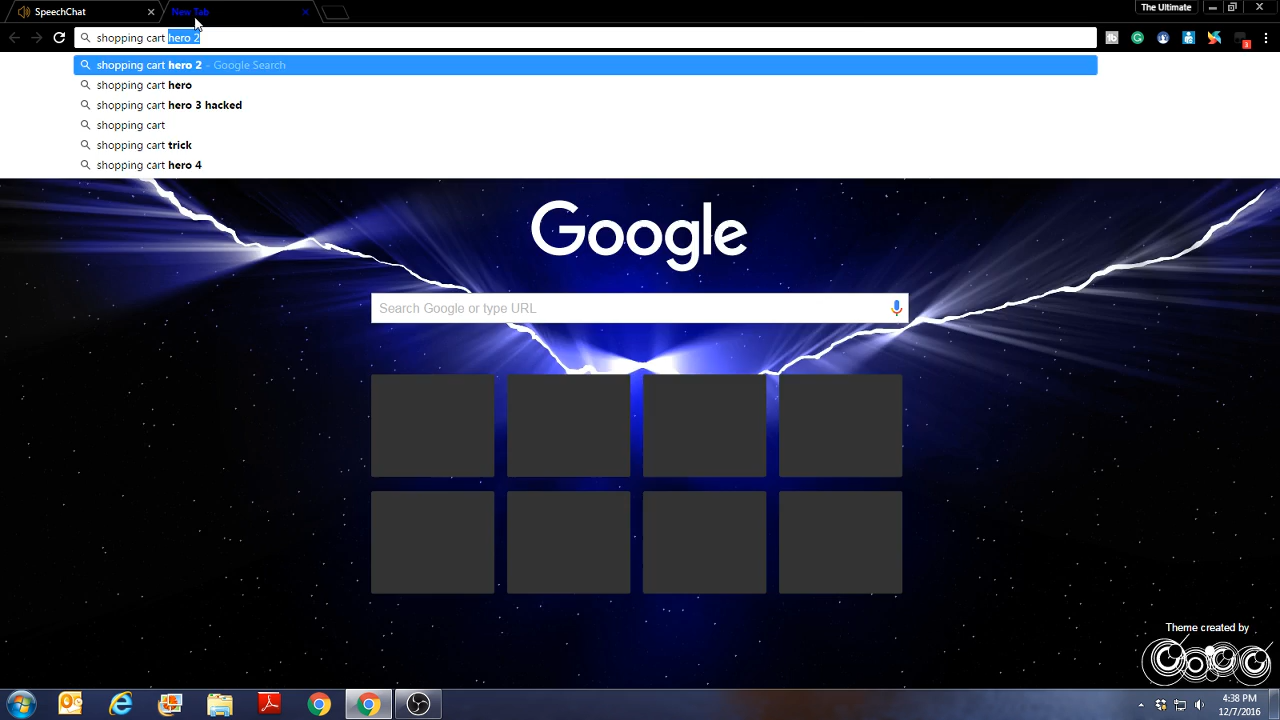 SpeechChat
New Tab
The Ultimate
shopping cart hero 2
shopping cart hero 2 - Google Search
shopping cart hero
shopping cart hero 3 hacked
shopping cart
shopping cart trick
shopping cart hero 4
Google
Search Google or type URL
Theme created by
4:38 PM
12/7/2016